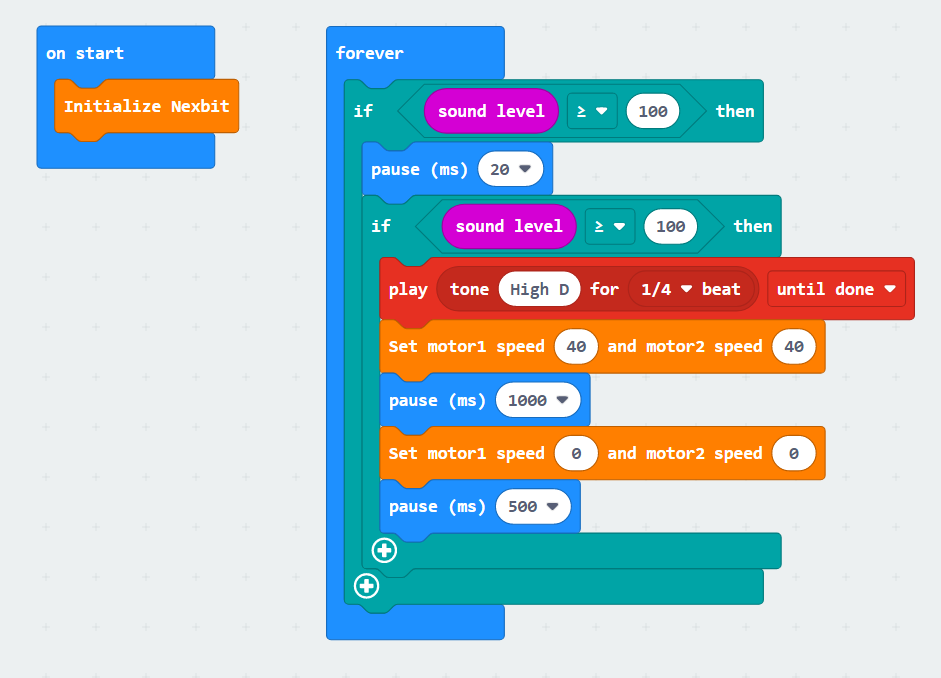 on start
Initialize Nexbit
forever
if sound level ≥ 100 then
pause (ms) 20
if sound level ≥ 100 then
play tone High D for 1/4 beat until done
Set motor1 speed 40 and motor2 speed 40
pause (ms) 1000
Set motor1 speed 0 and motor2 speed 0
pause (ms) 500